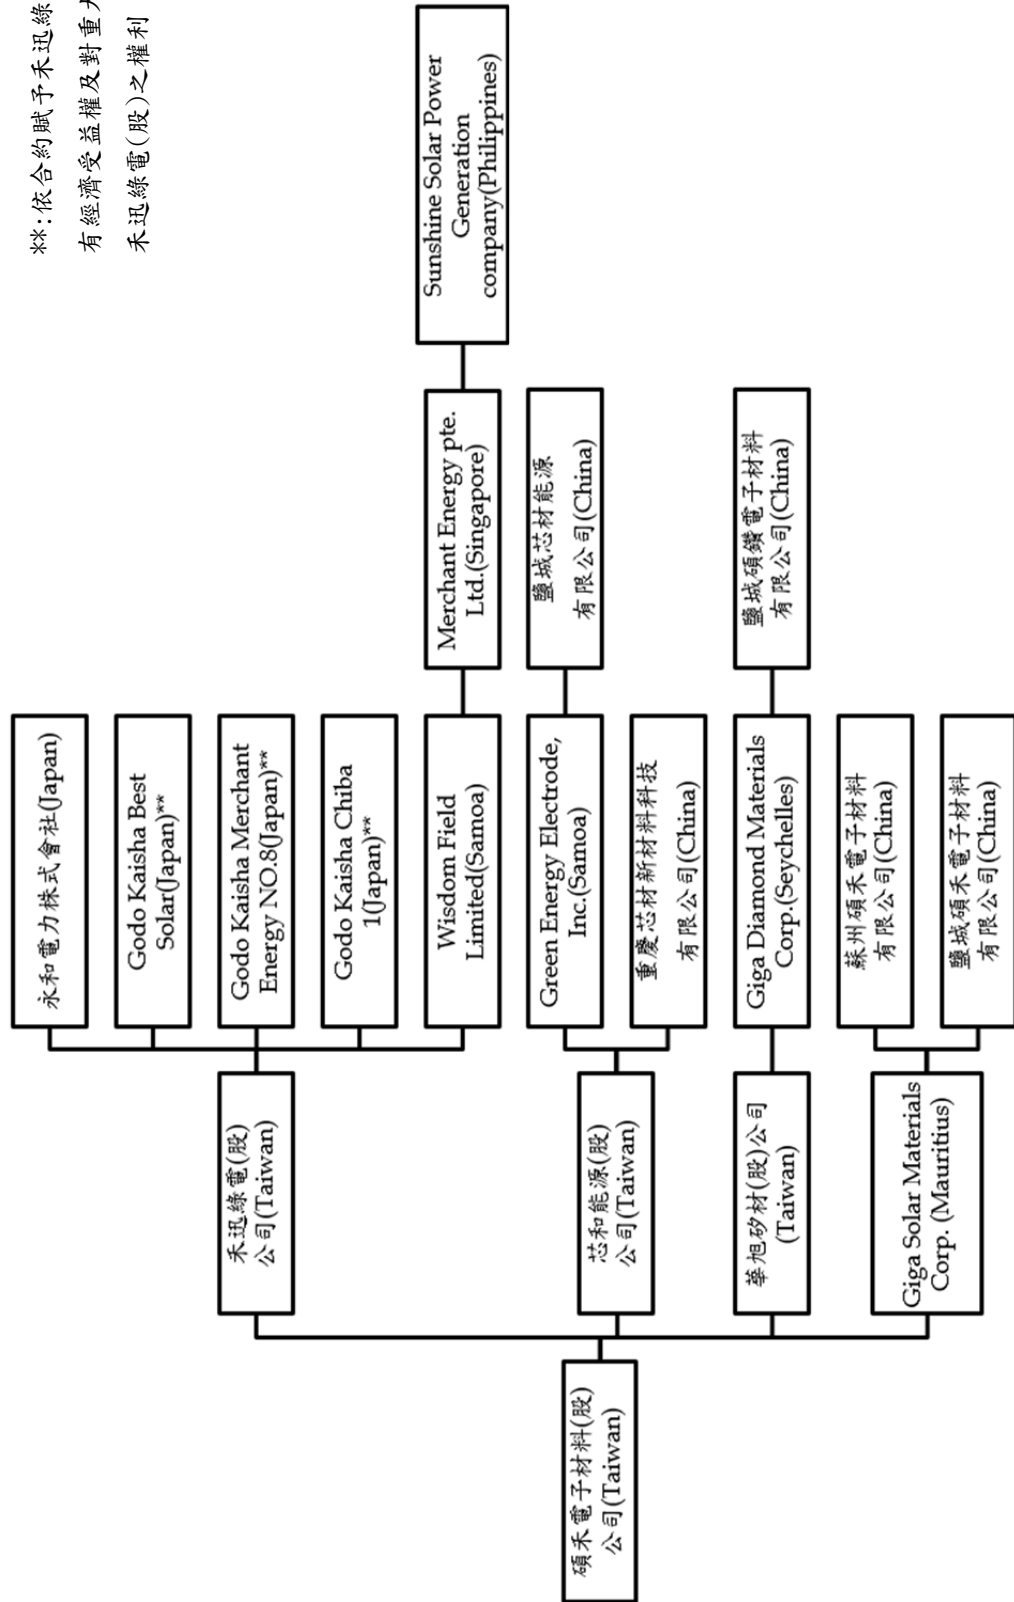 **:依合約賦予禾迅綠
有經濟受益權及對重
禾迅綠電(股)之權利
碩禾電子材料(股)
公司(Taiwan)
禾迅綠電(股)
公司(Taiwan)
芯和能源(股)
公司(Taiwan)
華旭矽材(股)公司
(Taiwan)
Giga Solar Materials
Corp. (Mauritius)
永和電力株式會社(Japan)
Godo Kaisha Best
Solar(Japan)**
Godo Kaisha Merchant
Energy NO.8(Japan)**
Godo Kaisha Chiba
1(Japan)**
Wisdom Field
Limited(Samoa)
Green Energy Electrode,
Inc.(Samoa)
重慶芯材新材料科技
有限公司(China)
Giga Diamond Materials
Corp.(Seychelles)
蘇州碩禾電子材料
有限公司(China)
鹽城碩禾電子材料
有限公司(China)
Merchant Energy pte.
Ltd.(Singapore)
鹽城芯材能源
有限公司(China)
鹽城碩鑽電子材料
有限公司(China)
Sunshine Solar Power
Generation
company(Philippines)